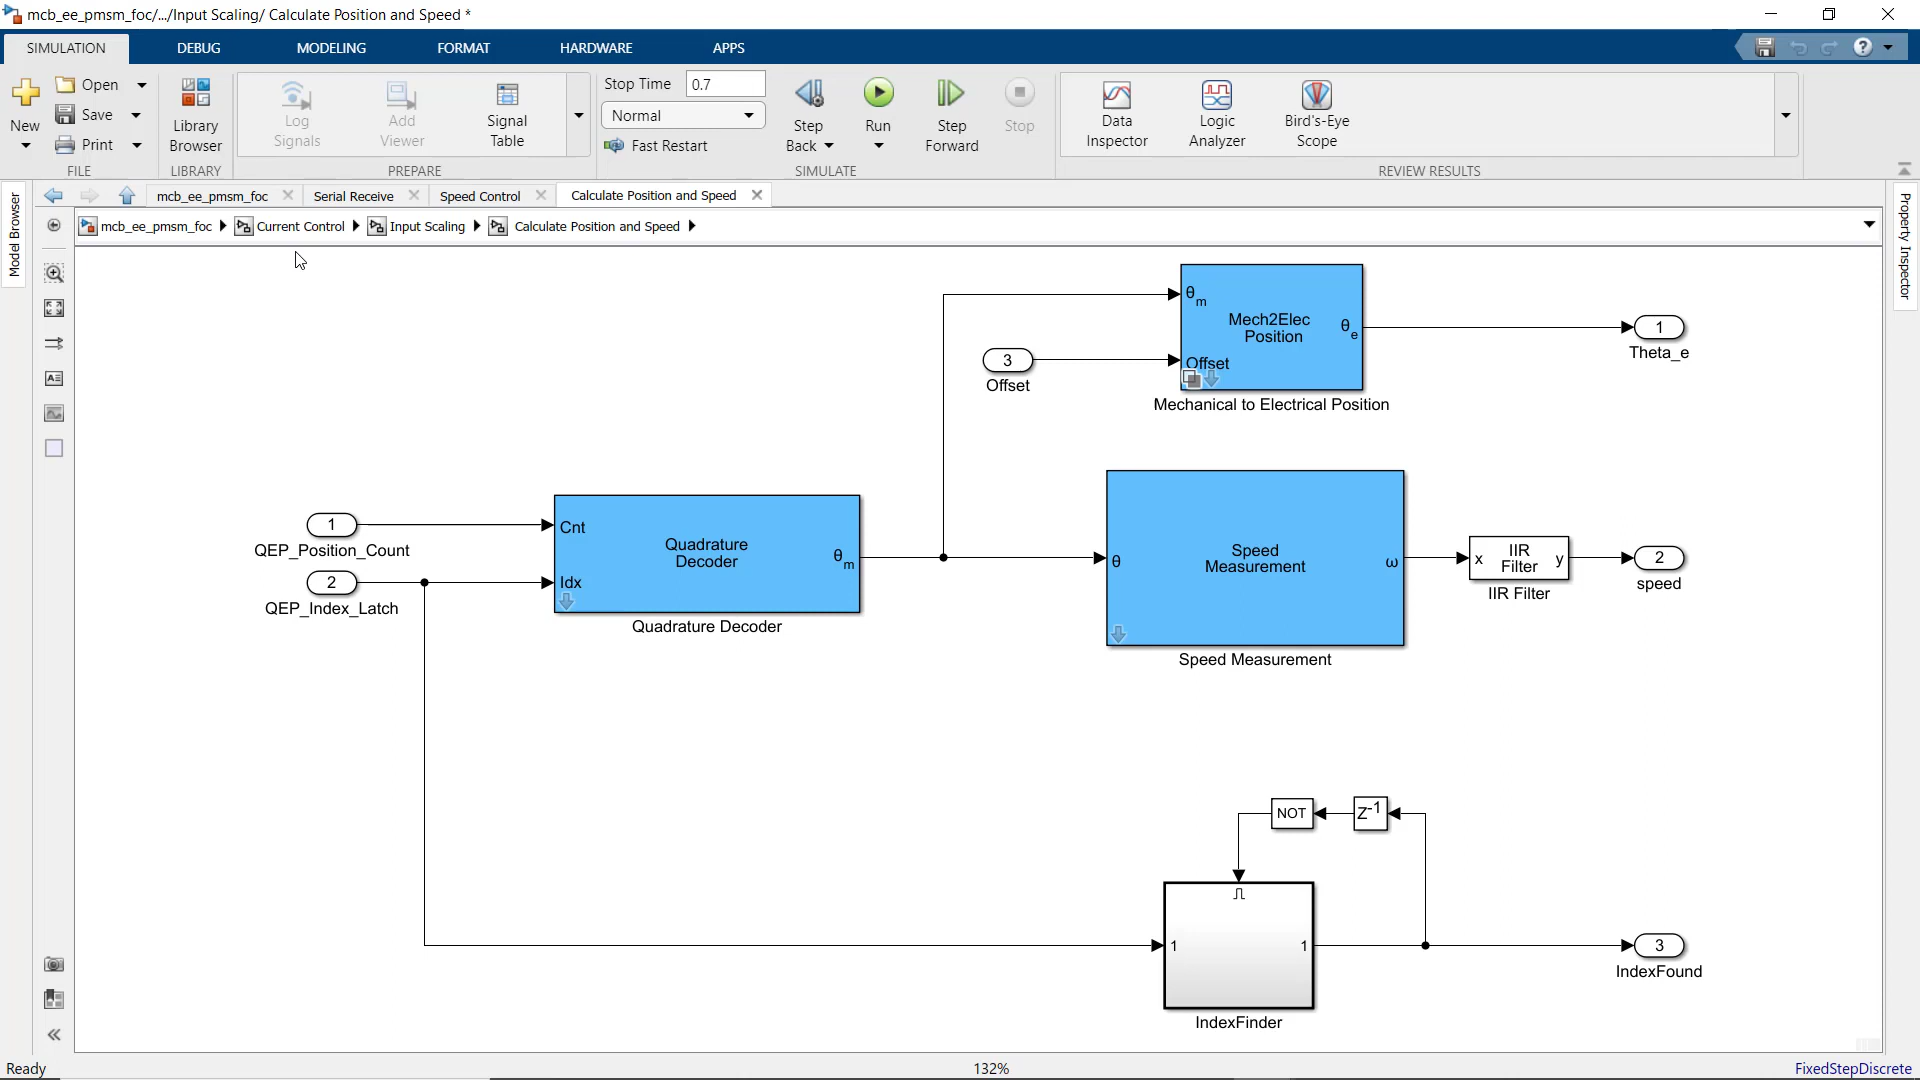 mcb_ee_pmsm_foc/.../Input Scaling/ Calculate Position and Speed *
SIMULATION DEBUG MODELING FORMAT HARDWARE APPS
New
Open
Save
Print
FILE
Library
Browser
LIBRARY
Log
Signals
Add
Viewer
Signal
Table
PREPARE
Stop Time 0.7
Normal
Fast Restart
Step
Back
Run
Step
Forward
Stop
SIMULATE
Data
Inspector
Logic
Analyzer
Bird's-Eye
Scope
REVIEW RESULTS
Model Browser
Property Inspector
mcb_ee_pmsm_foc Serial Receive Speed Control Calculate Position and Speed
mcb_ee_pmsm_foc Current Control Input Scaling Calculate Position and Speed
θm
Mech2Elec
Position
θe
Offset
Mechanical to Electrical Position
1
Theta_e
3
Offset
1
QEP_Position_Count
2
QEP_Index_Latch
Cnt
Idx
Quadrature
Decoder
θm
Quadrature Decoder
θ
Speed
Measurement
ω
Speed Measurement
x
IIR
Filter
y
IIR Filter
2
speed
NOT
Z-1
1
1
IndexFinder
3
IndexFound
Ready
132%
FixedStepDiscrete